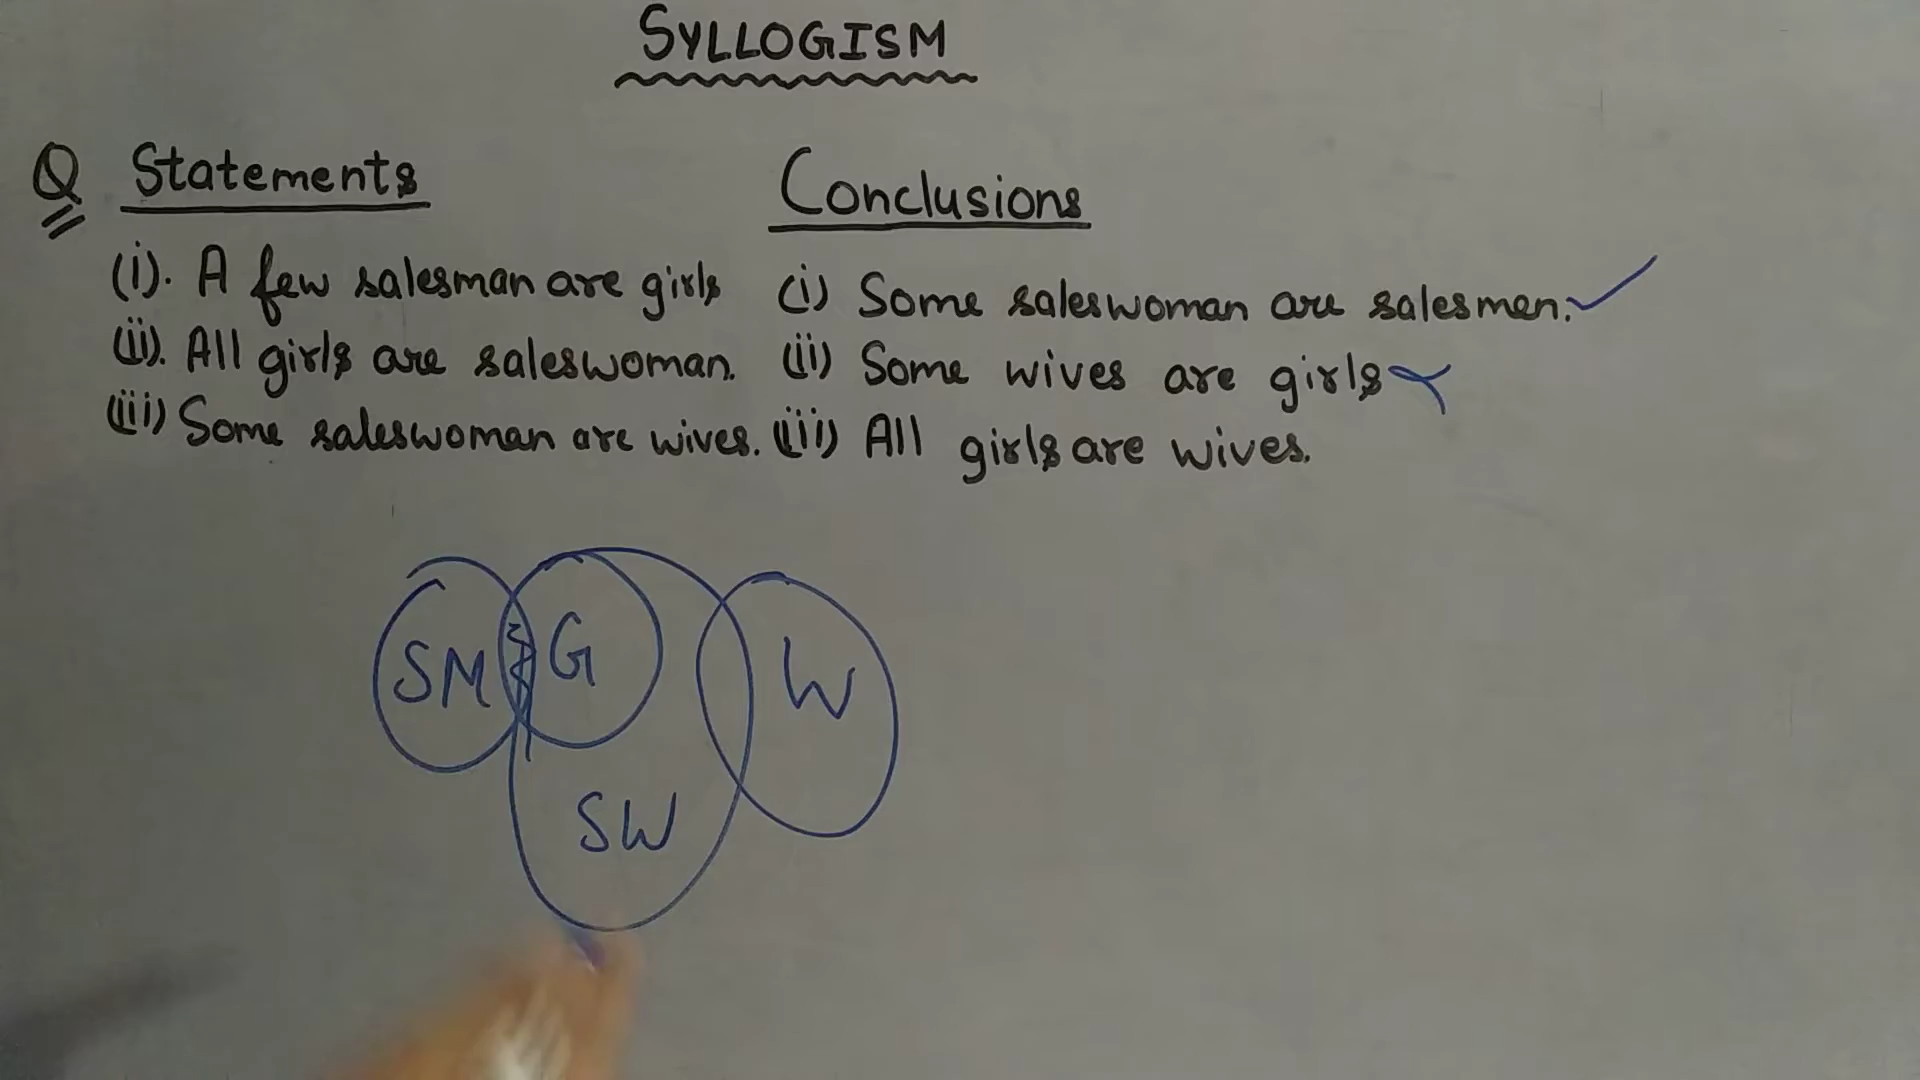 SYLLOGISM
Q Statements
(i). A few salesman are girls
(ii). All girls are saleswoman.
(iii) Some saleswoman are wives.
Conclusions
(i) Some saleswoman are salesmen.
(ii) Some wives are girls
(iii) All girls are wives.
SM G W
SW